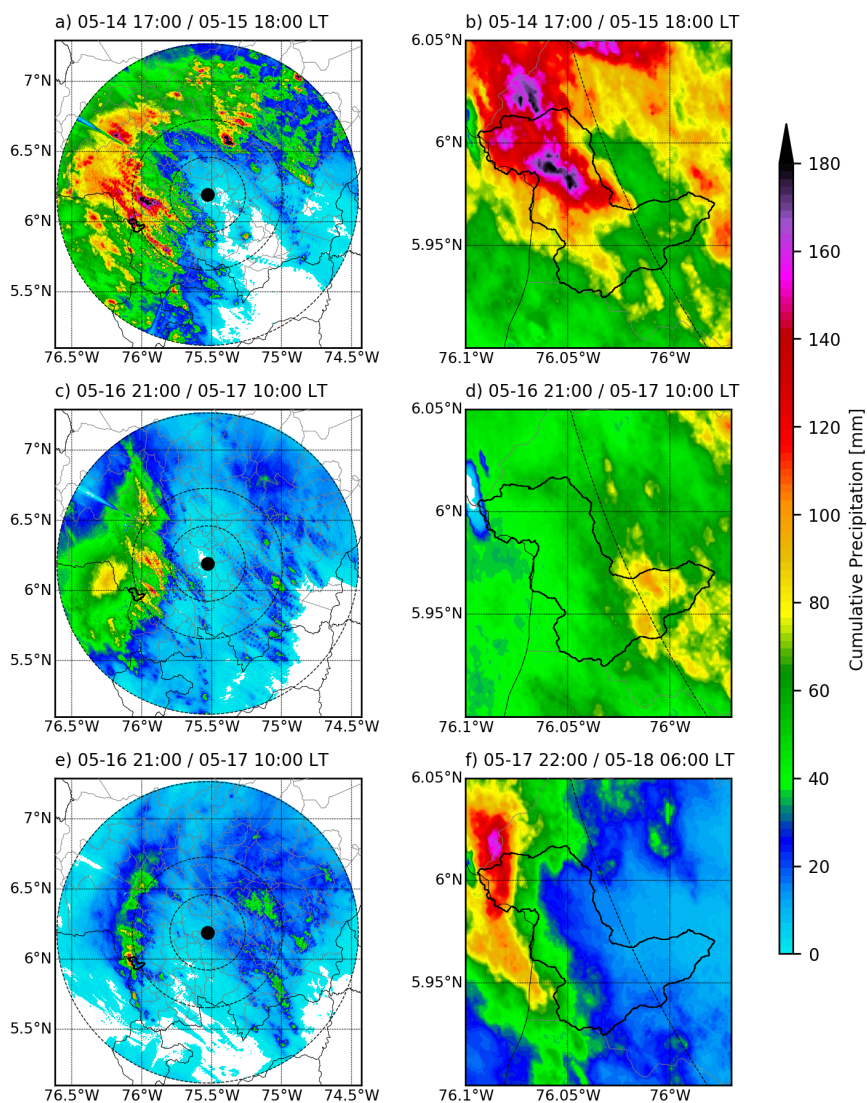 a) 05-14 17:00 / 05-15 18:00 LT
7°N
6.5°N
6°N
5.5°N
76.5°W 76°W 75.5°W 75°W 74.5°W
b) 05-14 17:00 / 05-15 18:00 LT
6.05°N
6°N
5.95°N
76.1°W 76.05°W 76°W
c) 05-16 21:00 / 05-17 10:00 LT
7°N
6.5°N
6°N
5.5°N
76.5°W 76°W 75.5°W 75°W 74.5°W
d) 05-16 21:00 / 05-17 10:00 LT
6.05°N
6°N
5.95°N
76.1°W 76.05°W 76°W
e) 05-16 21:00 / 05-17 10:00 LT
7°N
6.5°N
6°N
5.5°N
76.5°W 76°W 75.5°W 75°W 74.5°W
f) 05-17 22:00 / 05-18 06:00 LT
6.05°N
6°N
5.95°N
76.1°W 76.05°W 76°W
180
160
140
120
100
80
60
40
20
0
Cumulative Precipitation [mm]